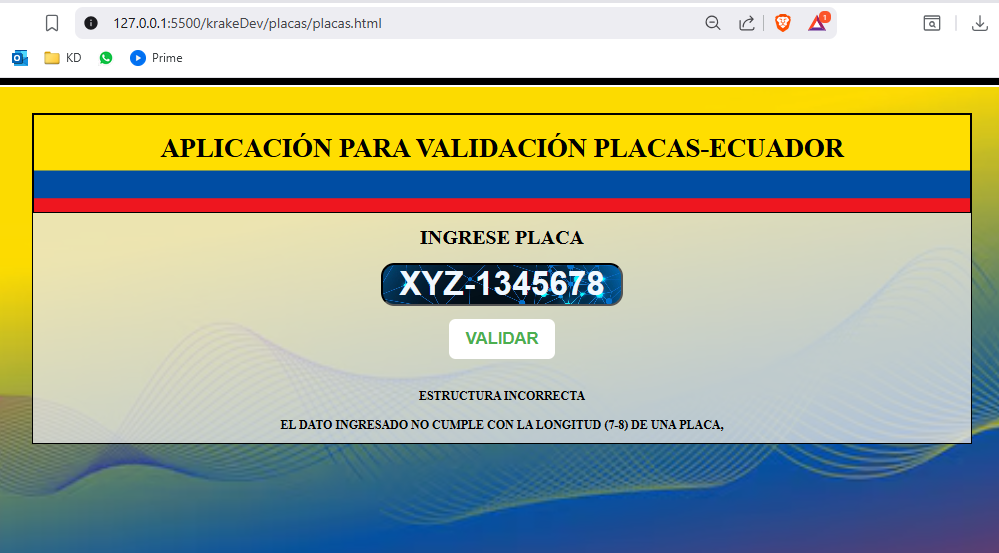 127.0.0.1:5500/krakeDev/placas/placas.html
1
KD
Prime
APLICACIÓN PARA VALIDACIÓN PLACAS-ECUADOR
INGRESE PLACA
XYZ-1345678
VALIDAR
ESTRUCTURA INCORRECTA
EL DATO INGRESADO NO CUMPLE CON LA LONGITUD (7-8) DE UNA PLACA,